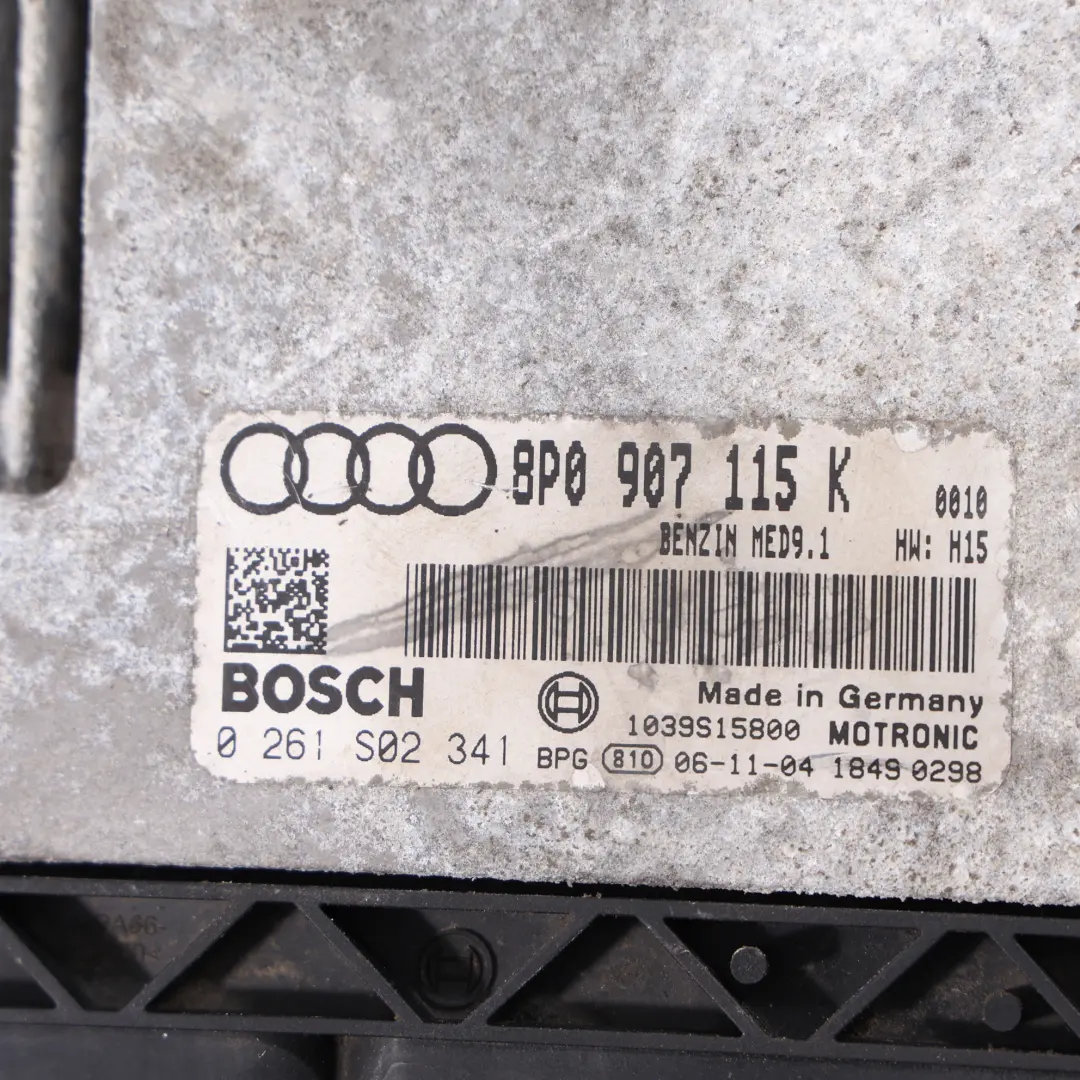 8P0 907 115 K 0010
BENZIN MED9.1 HW: H15
BOSCH
Made in Germany
1039S15800 MOTRONIC
0 261 S02 341 BPG 810 06-11-04 1849 0298